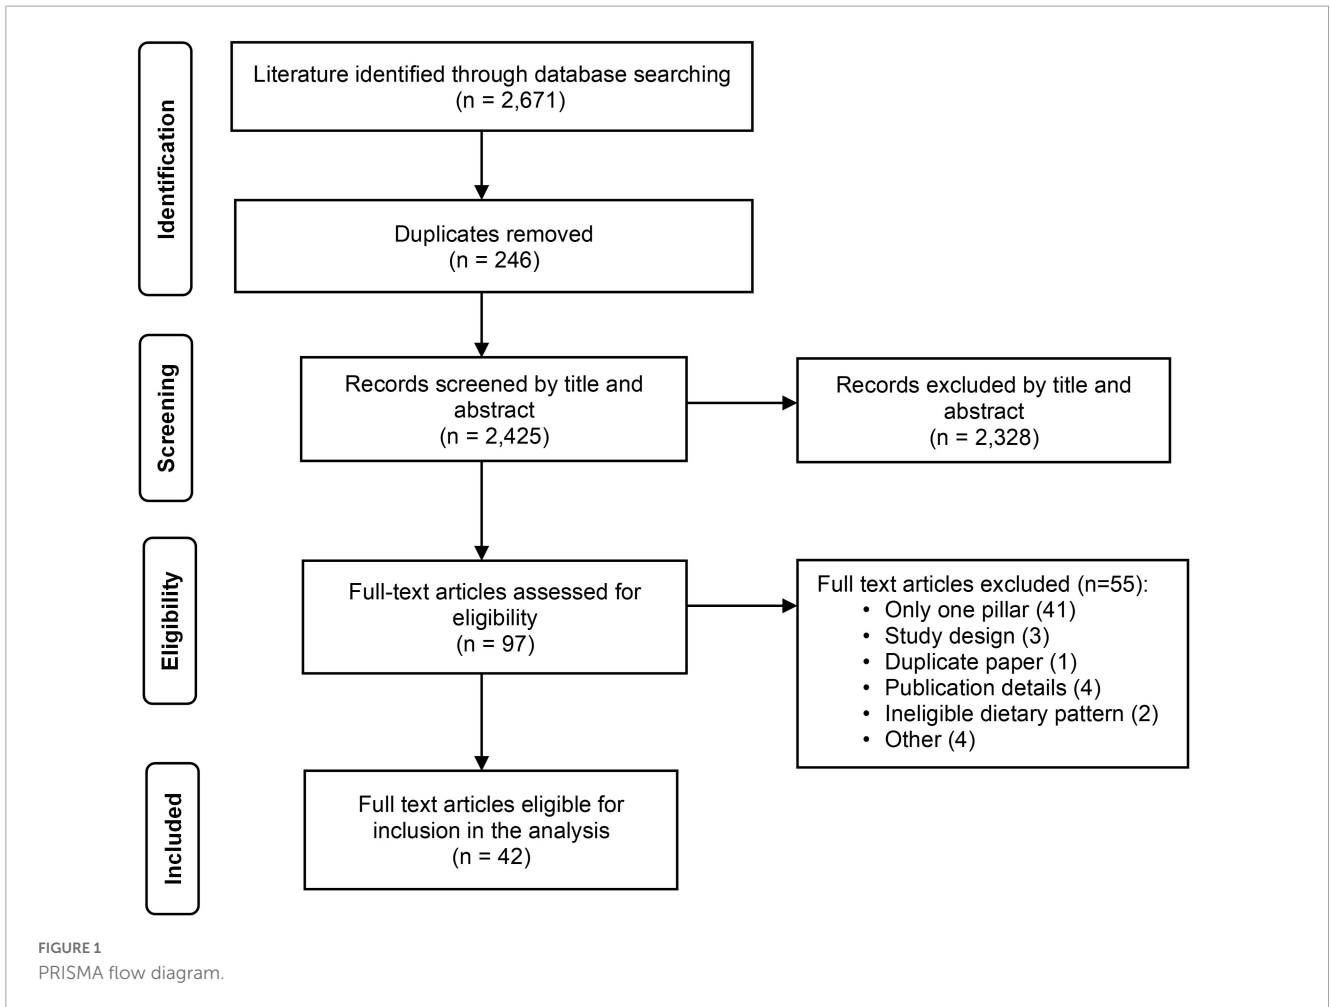 Identification
Literature identified through database searching
(n = 2,671)
Duplicates removed
(n = 246)
Screening
Records screened by title and
abstract
(n = 2,425)
Records excluded by title and
abstract
(n = 2,328)
Eligibility
Full-text articles assessed for
eligibility
(n = 97)
Full text articles excluded (n=55):
• Only one pillar (41)
• Study design (3)
• Duplicate paper (1)
• Publication details (4)
• Ineligible dietary pattern (2)
• Other (4)
Included
Full text articles eligible for
inclusion in the analysis
(n = 42)
FIGURE 1
PRISMA flow diagram.